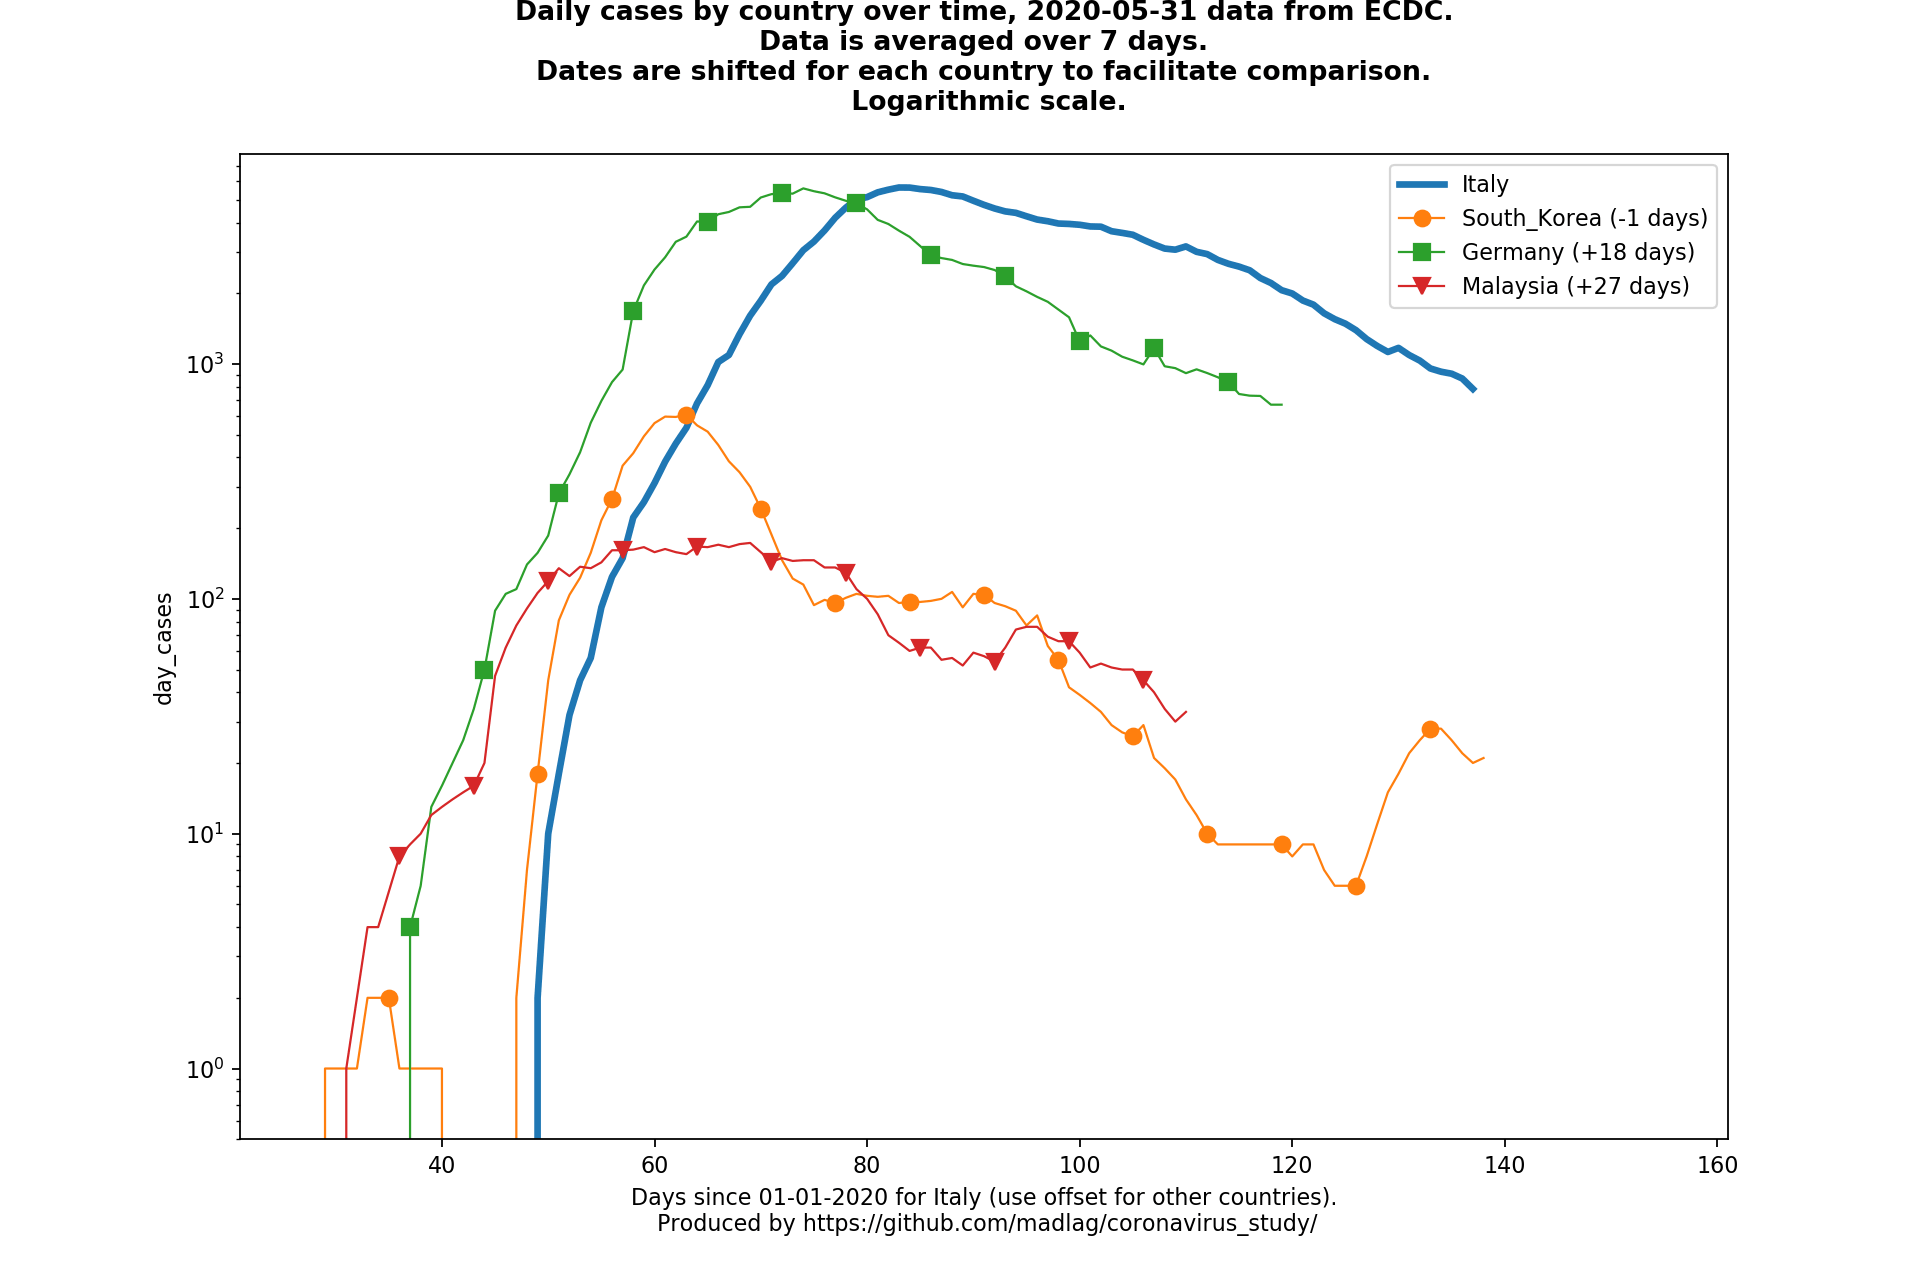 Daily cases by country over time, 2020-05-31 data from ECDC.
Data is averaged over 7 days.
Dates are shifted for each country to facilitate comparison.
Logarithmic scale.
Italy
South_Korea (-1 days)
Germany (+18 days)
Malaysia (+27 days)
day_cases
10³
10²
10¹
10⁰
40 60 80 100 120 140 160
Days since 01-01-2020 for Italy (use offset for other countries).
Produced by https://github.com/madlag/coronavirus_study/